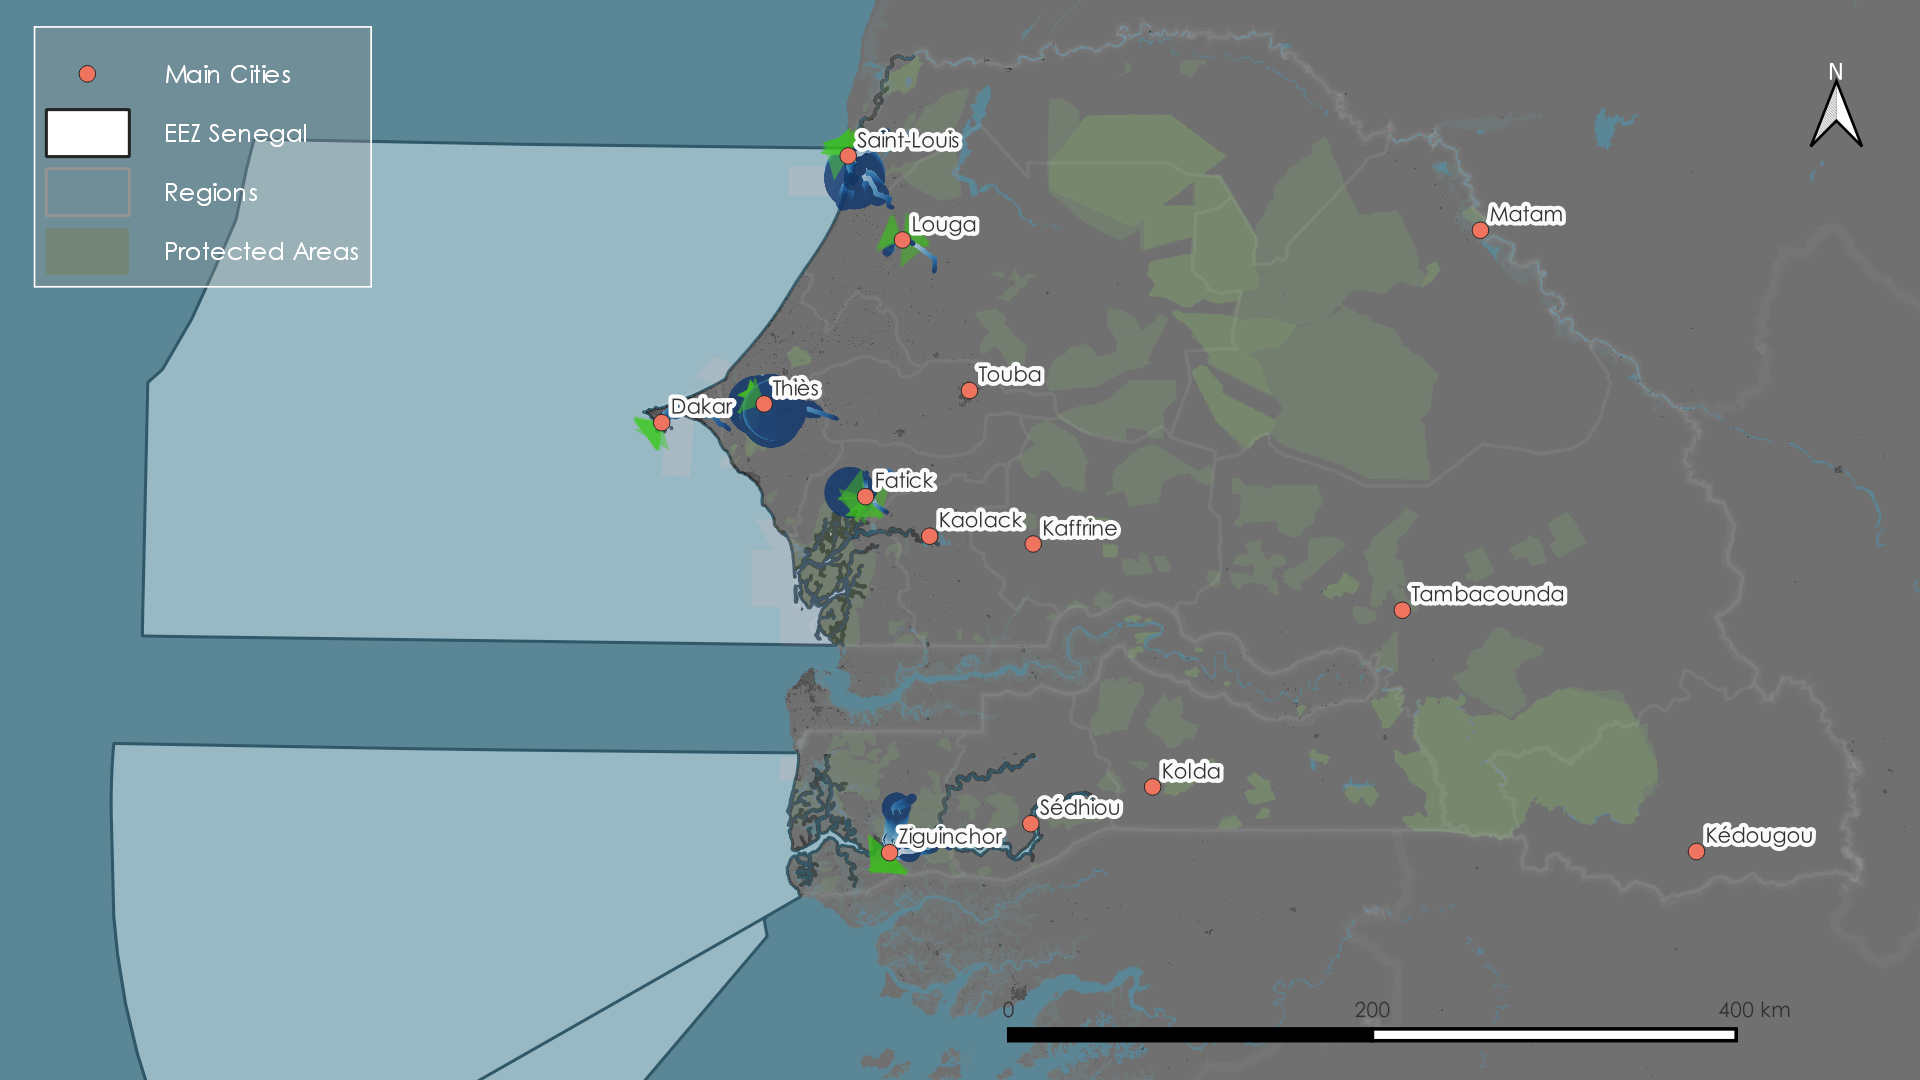 Main Cities
EEZ Senegal
Regions
Protected Areas
N
Saint-Louis
Matam
Louga
Touba
Thiès
Dakar
Fatick
Kaolack
Kaffrine
Tambacounda
Kolda
Sédhiou
Ziguinchor
Kédougou
0 200 400 km